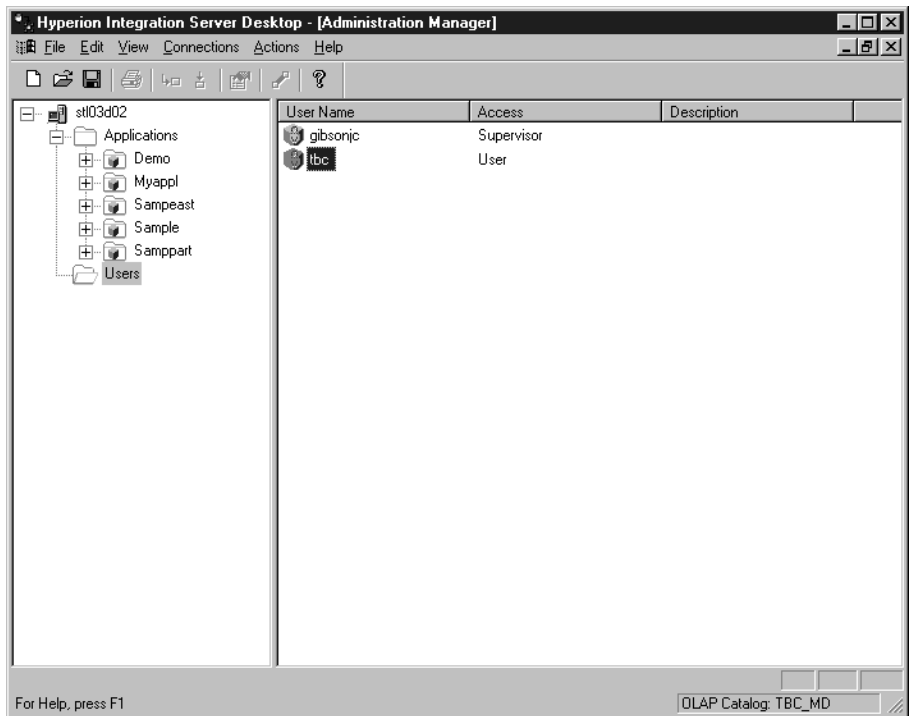 Hyperion Integration Server Desktop - [Administration Manager]
File Edit View Connections Actions Help
stl03d02
Applications
Demo
Myappl
Sampeast
Sample
Samppart
Users
User Name Access Description
gibsonjc Supervisor
tbc User
For Help, press F1
OLAP Catalog: TBC_MD